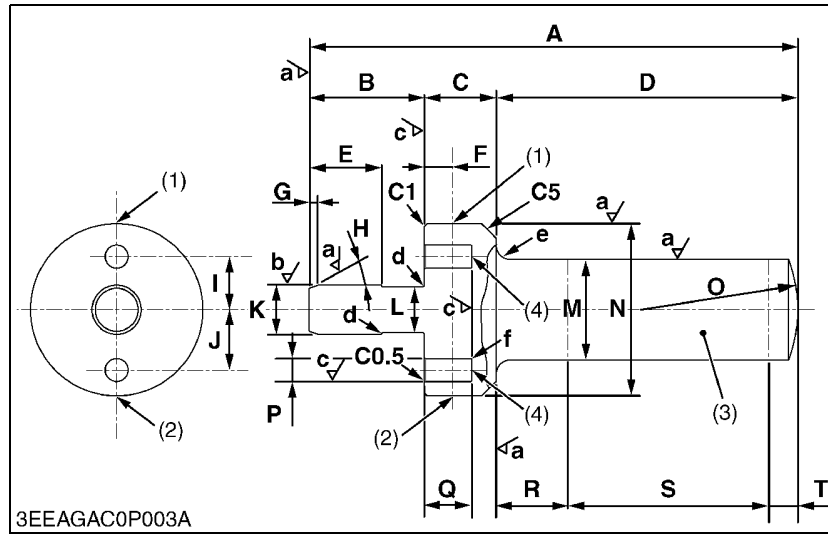 A
a
B C D
c
E F (1)
(1) G C1 C5 a
H a e
b a d
I O
K L c (4) M N
J d f
c C0.5
P (4) (3)
(2) (2)
a
Q R S T
3EEAGAC0P003A